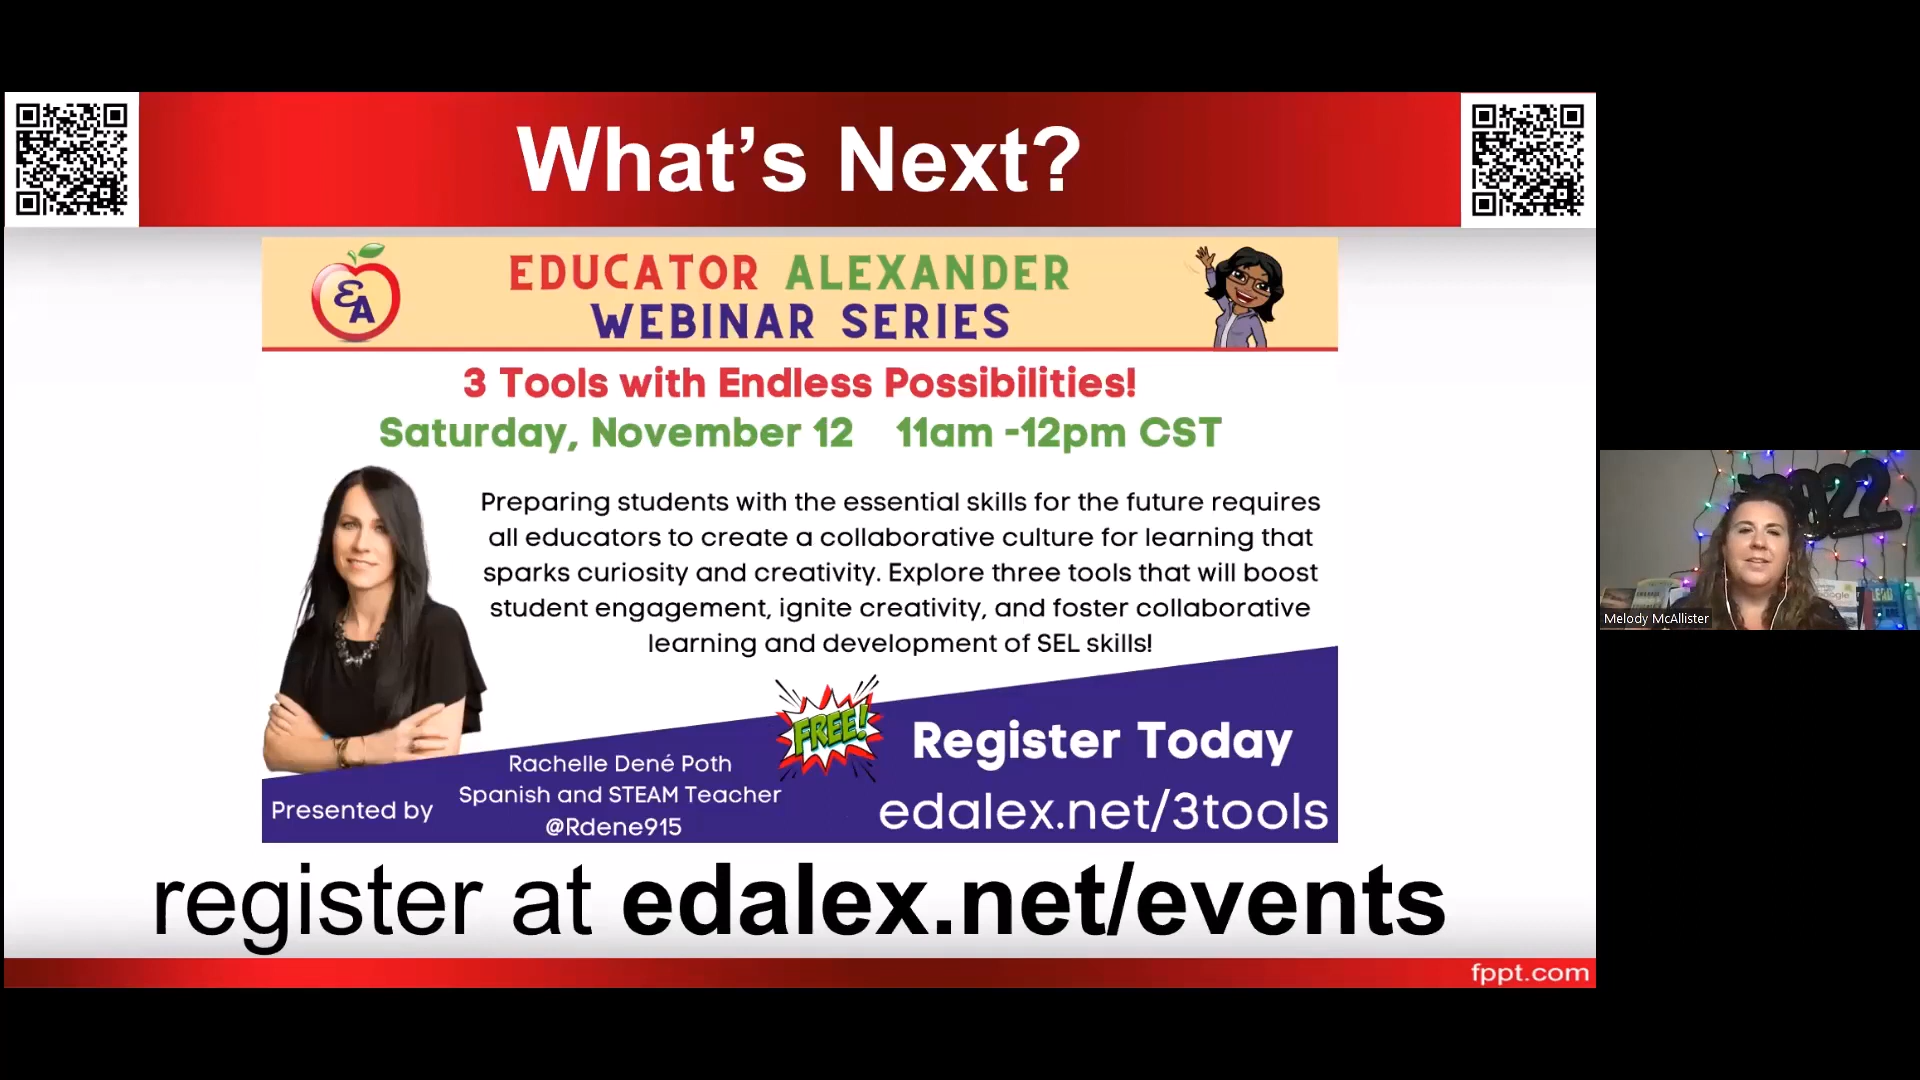 What's Next?
EA
EDUCATOR ALEXANDER
WEBINAR SERIES
3 Tools with Endless Possibilities!
Saturday, November 12 11am -12pm CST
Preparing students with the essential skills for the future requires
all educators to create a collaborative culture for learning that
sparks curiosity and creativity. Explore three tools that will boost
student engagement, ignite creativity, and foster collaborative
learning and development of SEL skills!
FREE!
Register Today
edalex.net/3tools
Presented by
Rachelle Dené Poth
Spanish and STEAM Teacher
@Rdene915
register at edalex.net/events
fppt.com
2022
Melody McAllister